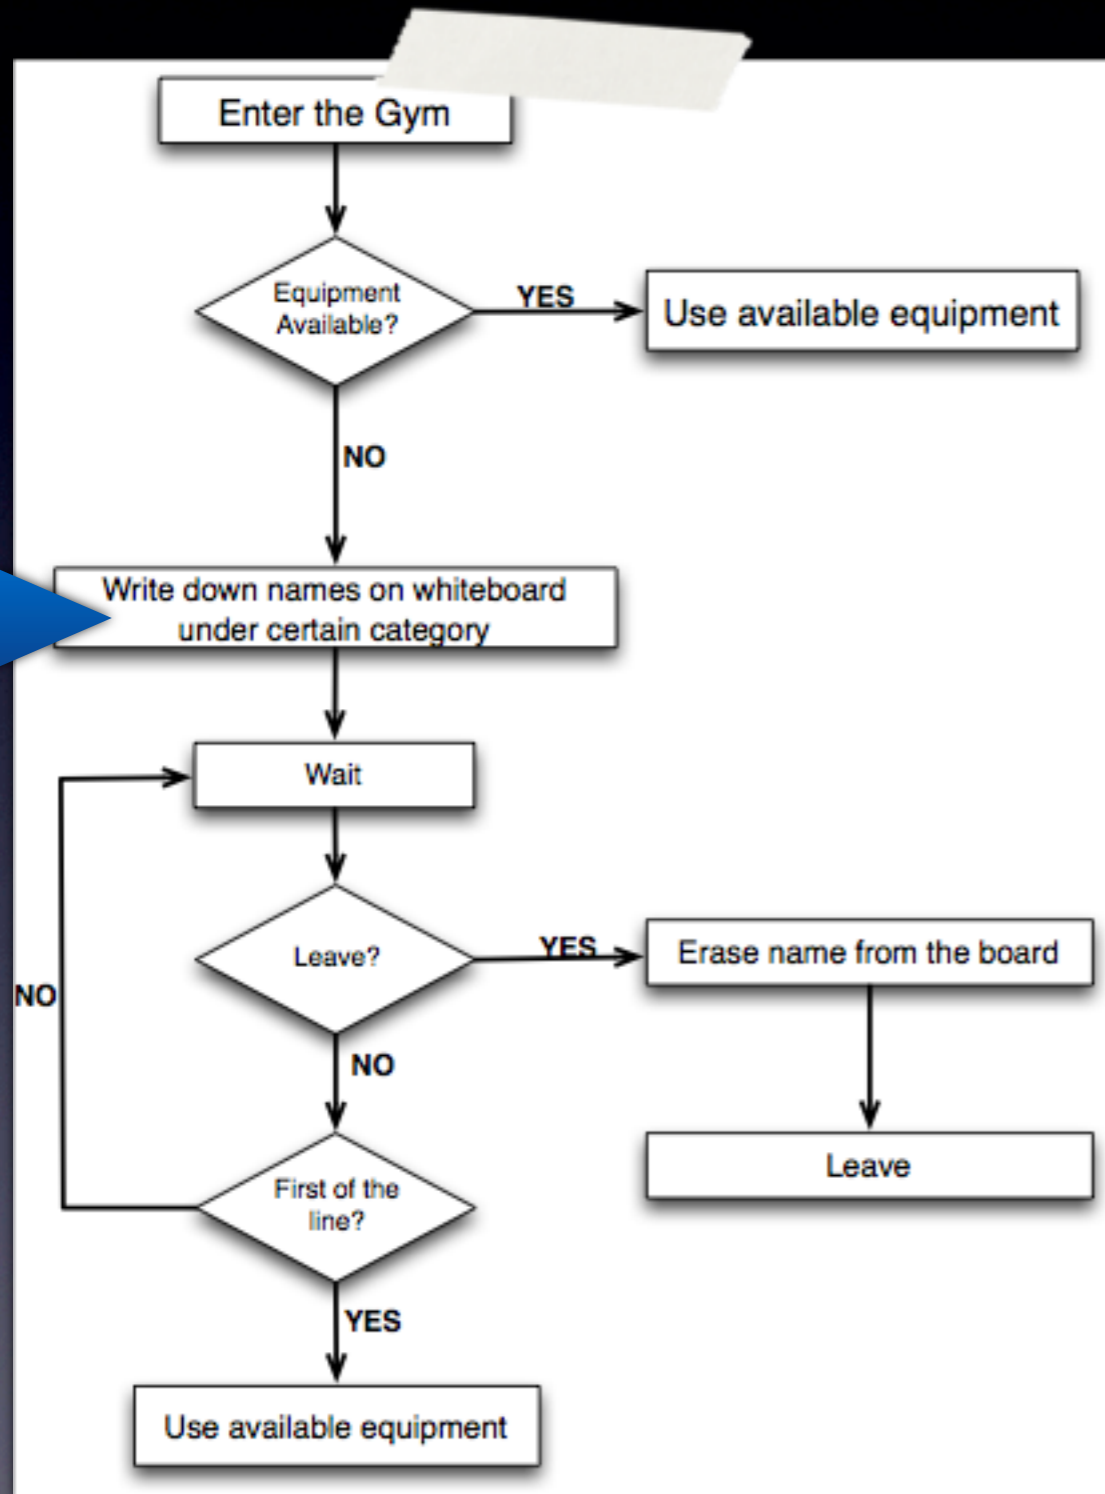 Enter the Gym
Equipment
Available?
YES
Use available equipment
NO
Write down names on whiteboard
under certain category
Wait
Leave?
YES
Erase name from the board
NO
NO
Leave
First of the
line?
YES
Use available equipment